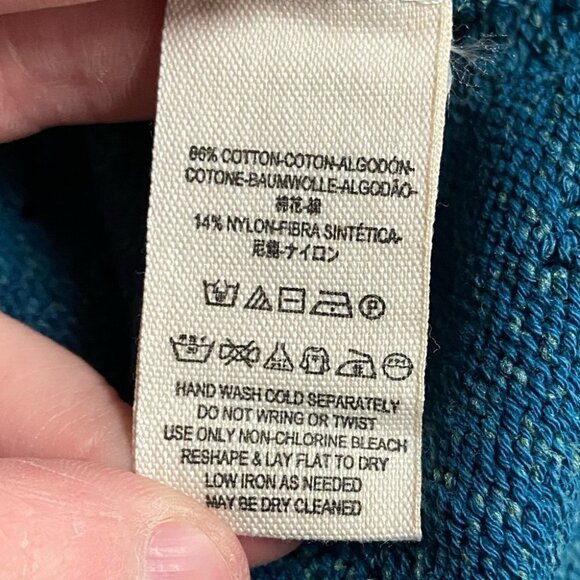 86% COTTON-COTON-ALGODÓN-
COTONE-BAUMWOLLE-ALGODÃO-
棉花-綿
14% NYLON-FIBRA SINTÉTICA-
尼龍-ナイロン
HAND WASH COLD SEPARATELY
DO NOT WRING OR TWIST
USE ONLY NON-CHLORINE BLEACH
RESHAPE & LAY FLAT TO DRY
LOW IRON AS NEEDED
MAY BE DRY CLEANED